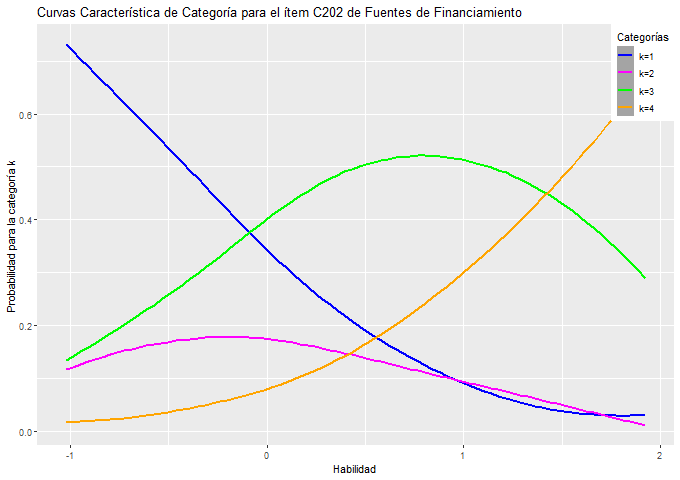 Curvas Característica de Categoría para el ítem C202 de Fuentes de Financiamiento
Categorías
k=1
k=2
k=3
k=4
Probabilidad para la categoría k
0.6
0.4
0.2
0.0
-1
0
1
2
Habilidad